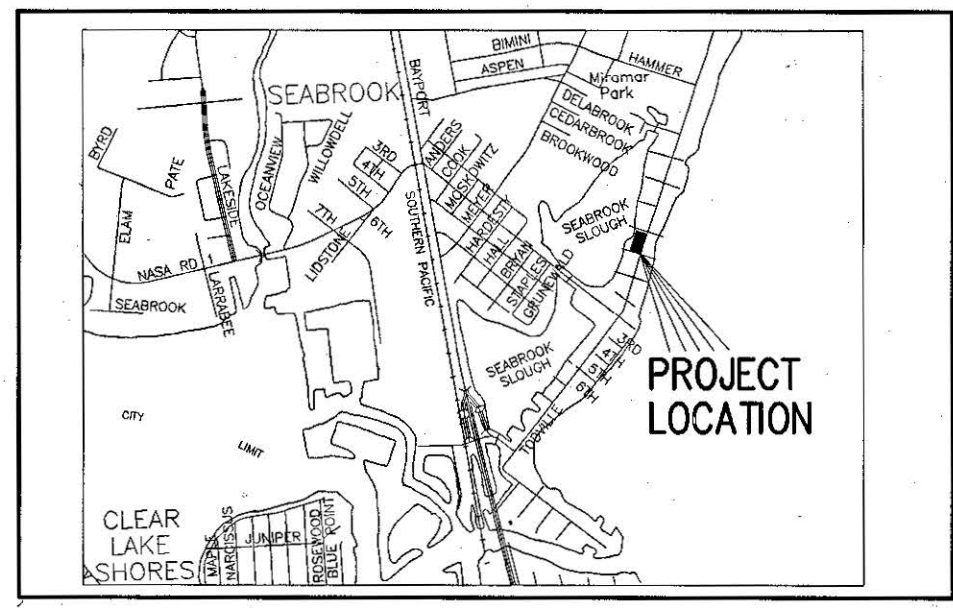 BIMINI
ASPEN
HAMMER
Miramar
Park
DELABROOK
CEDARBROOK
BROOKWOOD
BAYPORT
SEABROOK
BYRD
PATE
ELAM
LAKESIDE
OCEANVIEW
WILLOWDELL
3RD
4TH
5TH
6TH
7TH
LIDSTONE
ANDERS
COOK
MOSKOWITZ
MEYER
HARDESTY
HALL
BRYAN
STAPLES
GRUNEWALD
SOUTHERN PACIFIC
SEABROOK
SLOUGH
NASA RD 1
SEABROOK
LARRABEE
SEABROOK
SLOUGH
3RD
4TH
5TH
6TH
TODVILLE
PROJECT
LOCATION
CITY
LIMIT
CLEAR
LAKE
SHORES
MAPLE
NARCISSUS
JUNIPER
ROSEWOOD
BLUE POINT